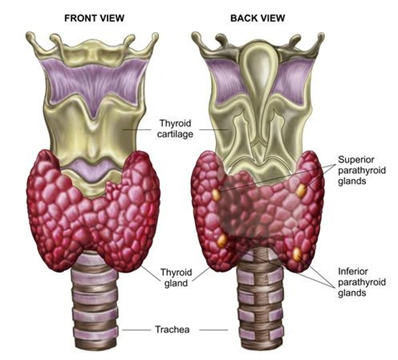 FRONT VIEW
BACK VIEW
Thyroid
cartilage
Superior
parathyroid
glands
Thyroid
gland
Inferior
parathyroid
glands
Trachea